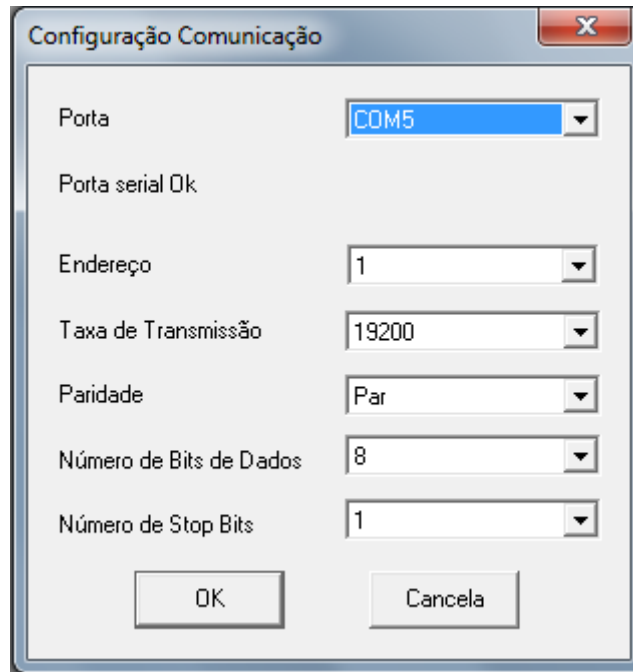 Configuração Comunicação
Porta COM5
Porta serial Ok
Endereço 1
Taxa de Transmissão 19200
Paridade Par
Número de Bits de Dados 8
Número de Stop Bits 1
OK Cancela